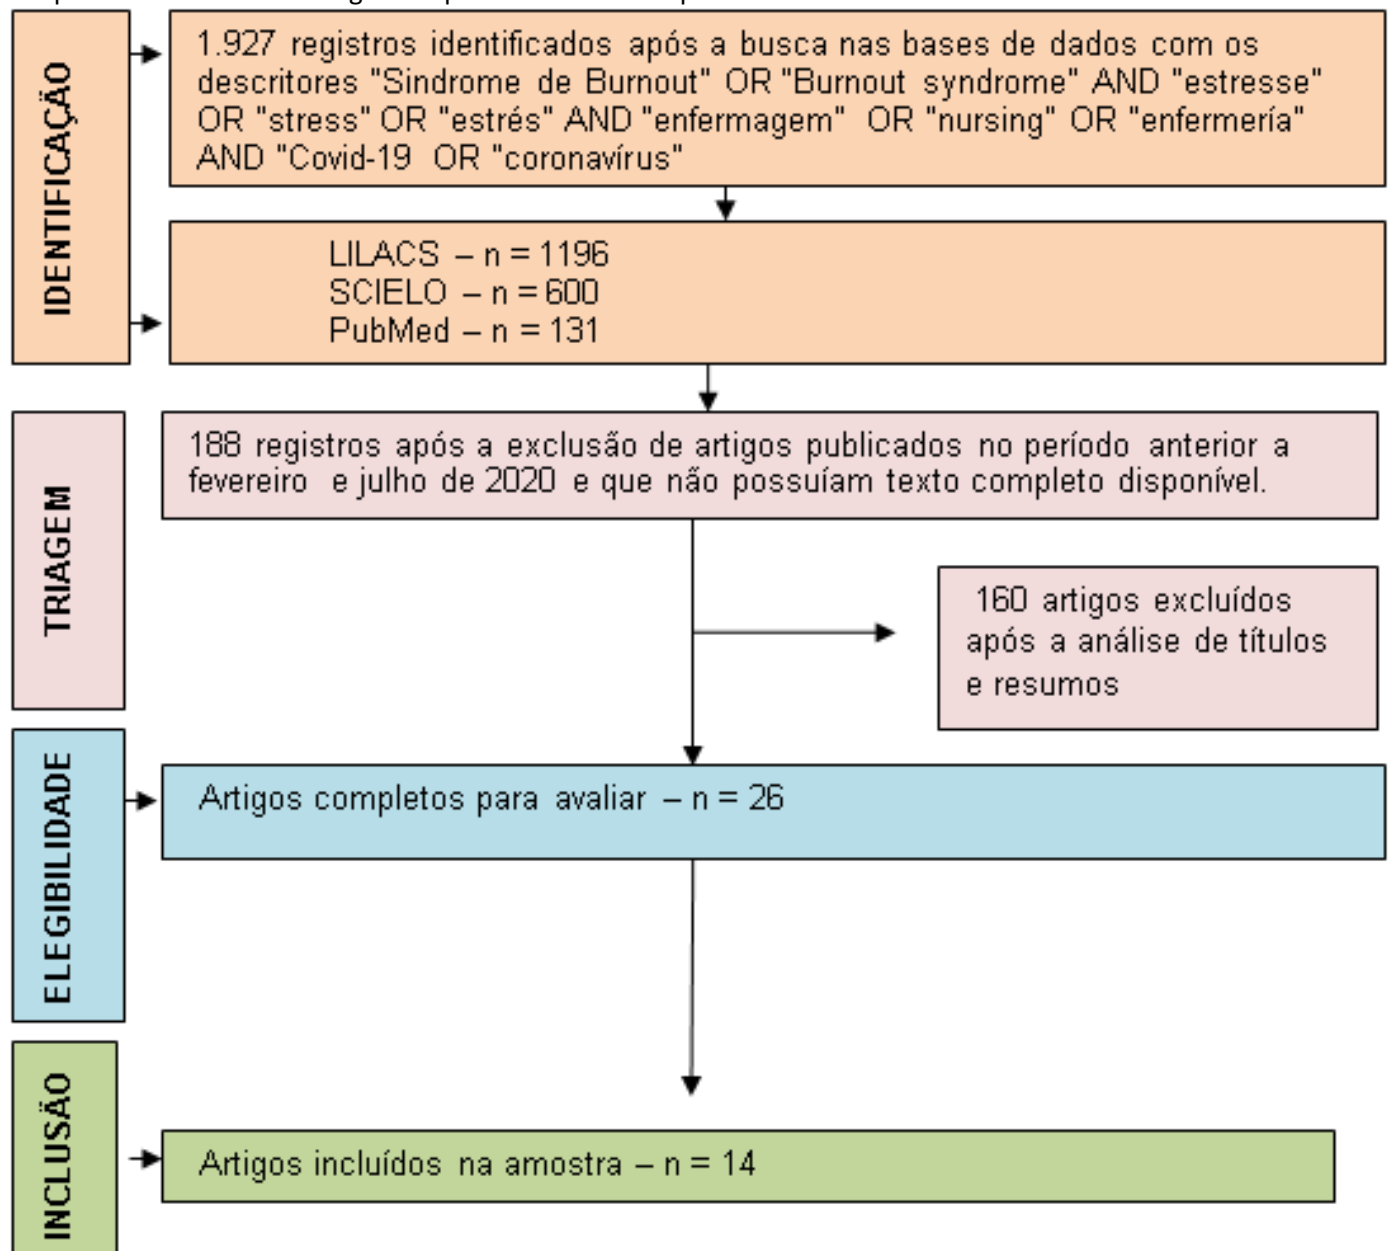 IDENTIFICAÇÄO
1.927 registros identificados após a busca nas bases de dados com os
descritores "Sindrome de Burnout" OR "Burnout syndrome" AND "estresse"
OR "stress" OR "estrés" AND "enfermagem" OR "nursing" OR "enfermería"
AND "Covid-19 OR "coronavírus"
LILACS – n = 1196
SCIELO – n = 600
PubMed – n = 131
TRIAGEM
188 registros após a exclusão de artigos publicados no período anterior a
fevereiro e julho de 2020 e que não possuíam texto completo disponível.
160 artigos excluídos
após a análise de títulos
e resumos
ELEGIBILIDADE
Artigos completos para avaliar – n = 26
INCLUSÄO
Artigos incluídos na amostra – n = 14